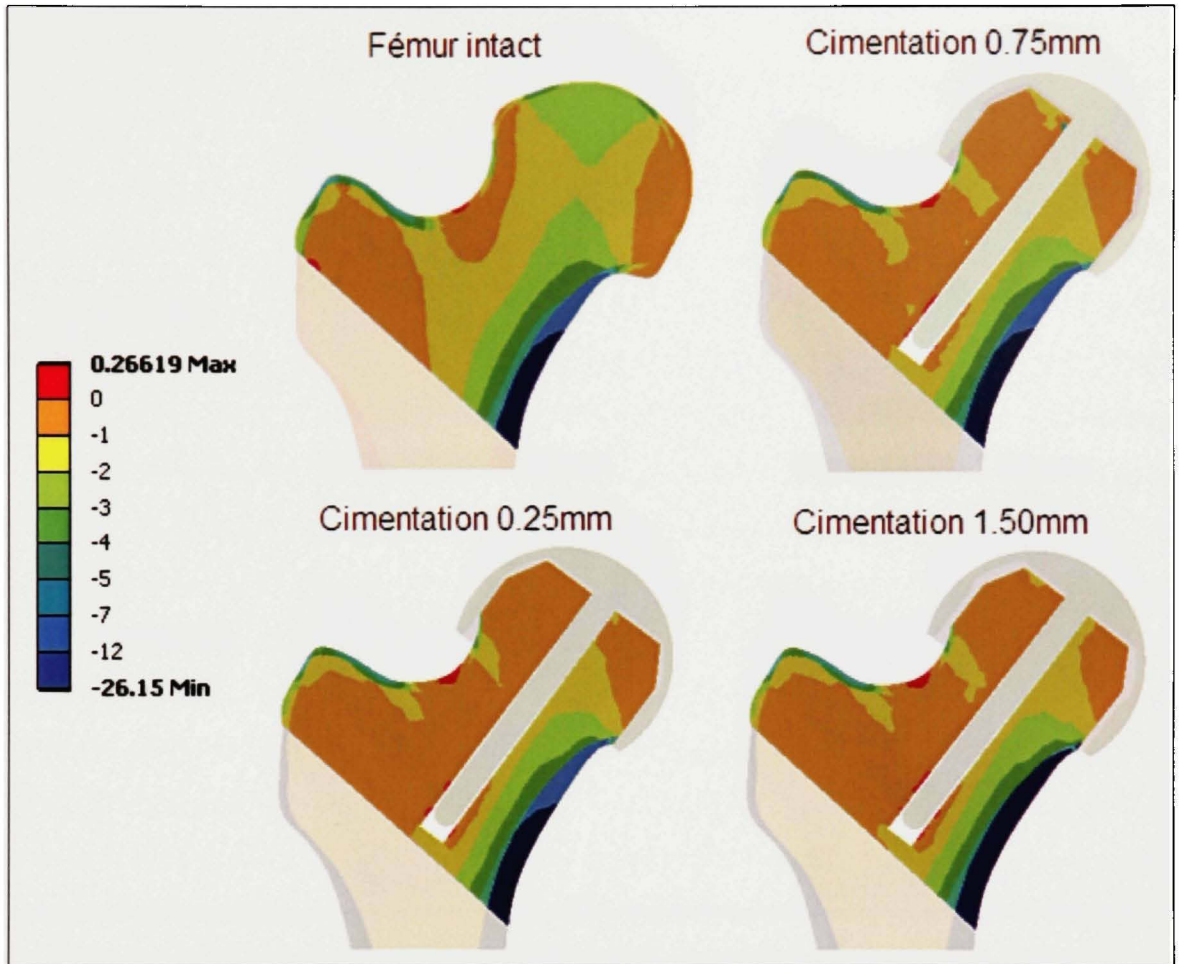 Fémur intact
Cimentation 0.75mm
0.26619 Max
0
-1
-2
-3
-4
-5
-7
-12
-26.15 Min
Cimentation 0.25mm
Cimentation 1.50mm